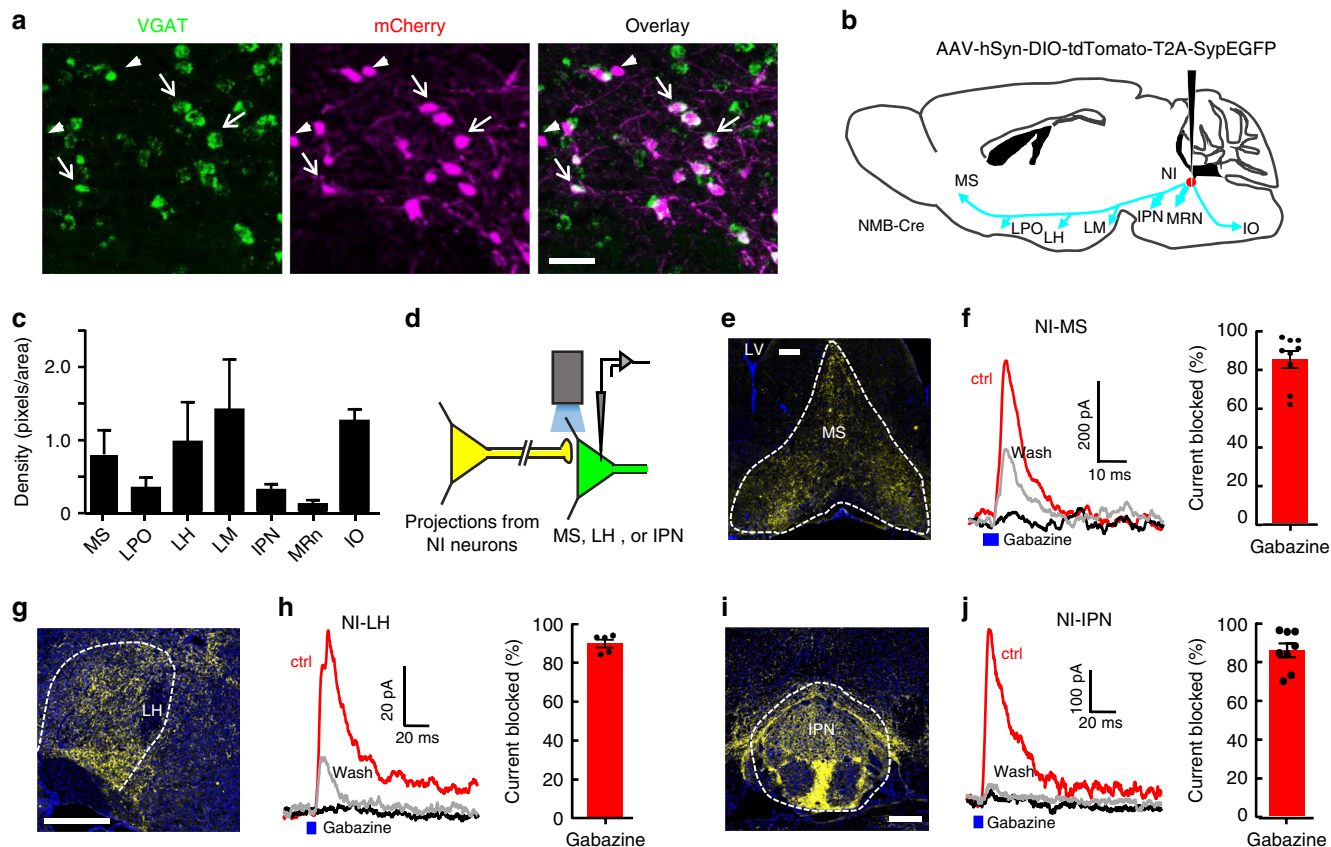 a
VGAT
mCherry
Overlay
b
AAV-hSyn-DIO-tdTomato-T2A-SypEGFP
MS
NI
NMB-Cre
LPO
LH
LM
IPN
MRN
IO
c
Density (pixels/area)
2.0
1.0
0
MS
LPO
LH
LM
IPN
MRn
IO
d
Projections from
NI neurons
MS, LH , or IPN
e
LV
MS
f
NI-MS
ctrl
Wash
200 pA
10 ms
Gabazine
Current blocked (%)
100
80
60
40
20
0
Gabazine
g
LH
h
NI-LH
ctrl
Wash
20 pA
20 ms
Gabazine
Current blocked (%)
100
80
60
40
20
0
Gabazine
i
IPN
j
NI-IPN
ctrl
Wash
100 pA
20 ms
Gabazine
Current blocked (%)
100
80
60
40
20
0
Gabazine